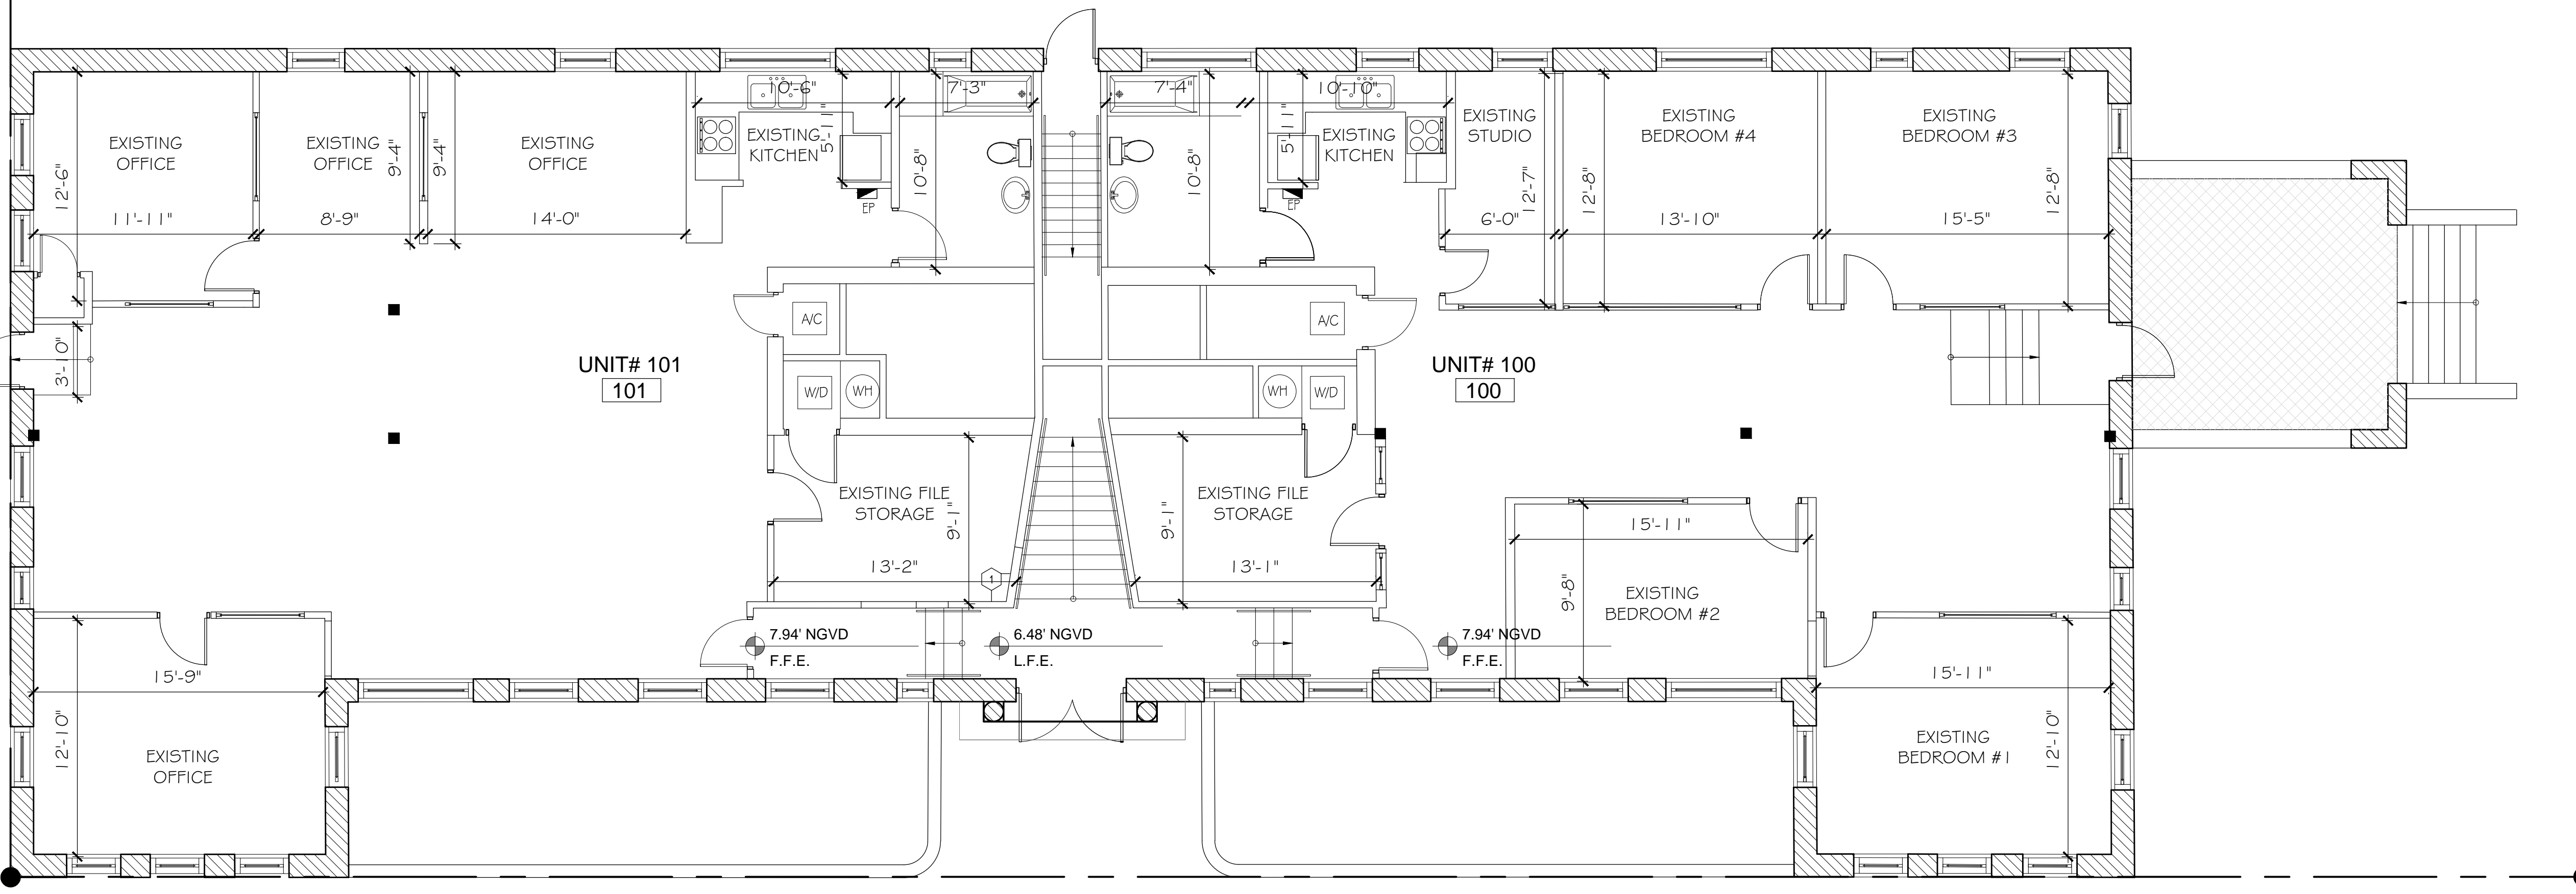 10'-6"
7'-3"
7'-4"
10'-10"
EXISTING
OFFICE
EXISTING
OFFICE
9'-4"
9'-4"
EXISTING
OFFICE
EXISTING
KITCHEN
5'-11"
5'-11"
EXISTING
KITCHEN
EXISTING
STUDIO
EXISTING
BEDROOM #4
EXISTING
BEDROOM #3
12'-6"
11'-11"
8'-9"
14'-0"
EP
10'-8"
10'-8"
EP
6'-0"
12'-7"
12'-8"
13'-10"
15'-5"
12'-8"
3'-10"
UNIT# 101
101
A/C
A/C
W/D
WH
WH
W/D
UNIT# 100
100
EXISTING FILE
STORAGE
9'-1"
13'-2"
1
9'-1"
EXISTING FILE
STORAGE
13'-1"
15'-11"
9'-8"
EXISTING
BEDROOM #2
7.94' NGVD
F.F.E.
6.48' NGVD
L.F.E.
7.94' NGVD
F.F.E.
15'-9"
12'-10"
EXISTING
OFFICE
15'-11"
EXISTING
BEDROOM #1
12'-10"